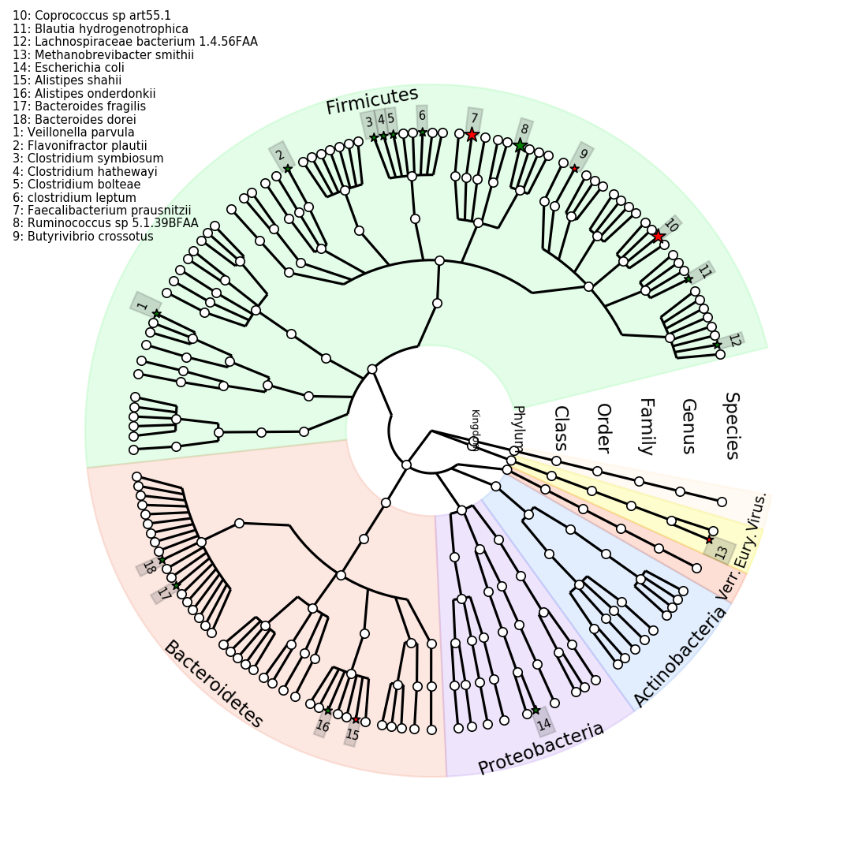 10: Coprococcus sp art55.1
11: Blautia hydrogenotrophica
12: Lachnospiraceae bacterium 1.4.56FAA
13: Methanobrevibacter smithii
14: Escherichia coli
15: Alistipes shahii
16: Alistipes onderdonkii
17: Bacteroides fragilis
18: Bacteroides dorei
1: Veillonella parvula
2: Flavonifractor plautii
3: Clostridium symbiosum
4: Clostridium hathewayi
5: Clostridium bolteae
6: clostridium leptum
7: Faecalibacterium prausnitzii
8: Ruminococcus sp 5.1.39BFAA
9: Butyrivibrio crossotus
Firmicutes
3
4
5
6
7
8
9
10
11
12
2
1
Kingdom
Phylum
Class
Order
Family
Genus
Species
Virus.
Eury.
13
Verr.
Actinobacteria
Proteobacteria
14
15
16
Bacteroidetes
17
18